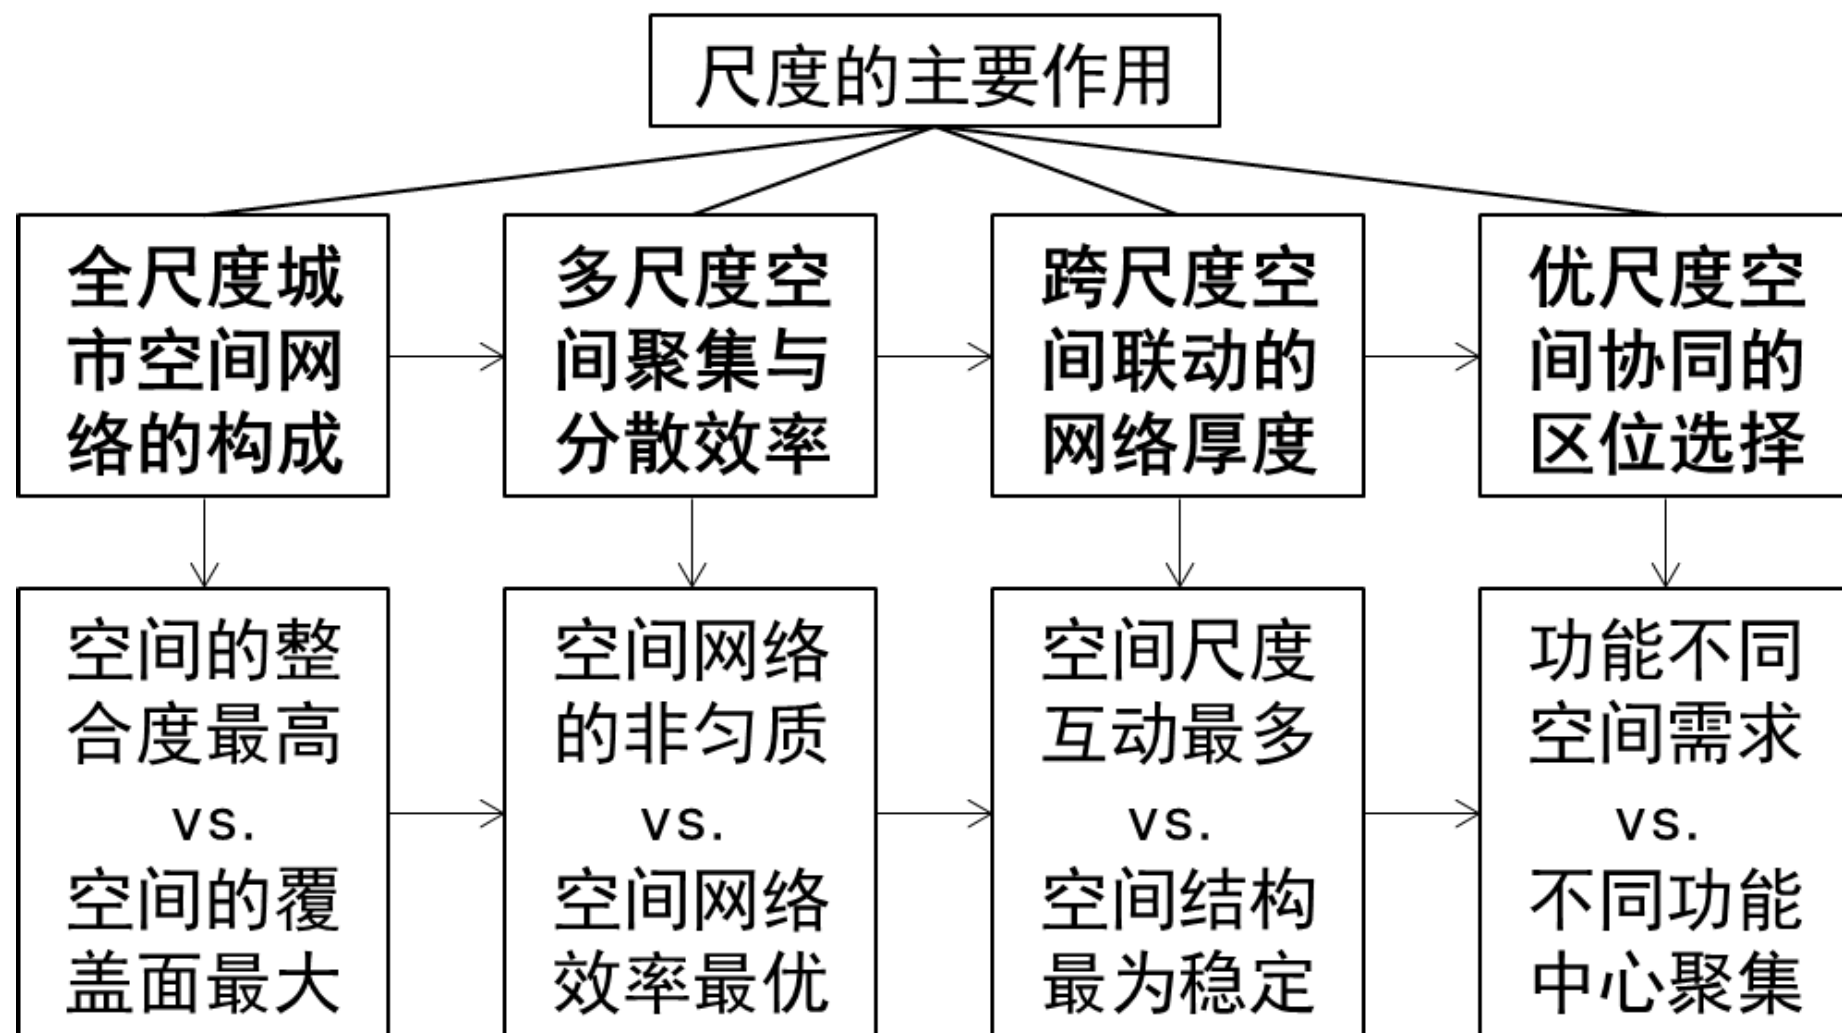 尺度的主要作用
全尺度城
市空间网
络的构成
多尺度空
间聚集与
分散效率
跨尺度空
间联动的
网络厚度
优尺度空
间协同的
区位选择
空间的整
合度最高
vs.
空间的覆
盖面最大
空间网络
的非匀质
vs.
空间网络
效率最优
空间尺度
互动最多
vs.
空间结构
最为稳定
功能不同
空间需求
vs.
不同功能
中心聚集